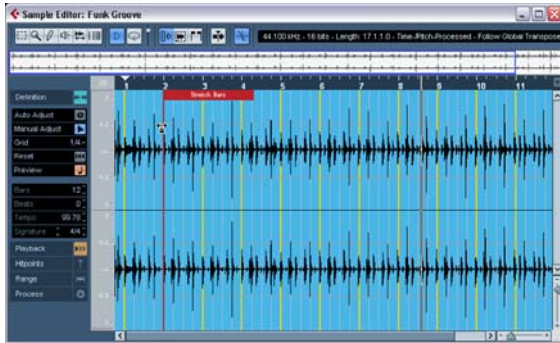 Sample Editor: Funk Groove
44.100 kHz - 16 bits - Length: 17.1.1.0 - Time-/Pitch-Processed - Follow Global Transpose
1 2 3 4 5 6 7 8 9 10 11
Stretch Bars
Definition
Auto Adjust
Manual Adjust
Grid 1/4
Reset
Preview
Bars 12
Beats 0
Tempo 99.78
Signature 4/4
Playback
Hitpoints
Range
Process